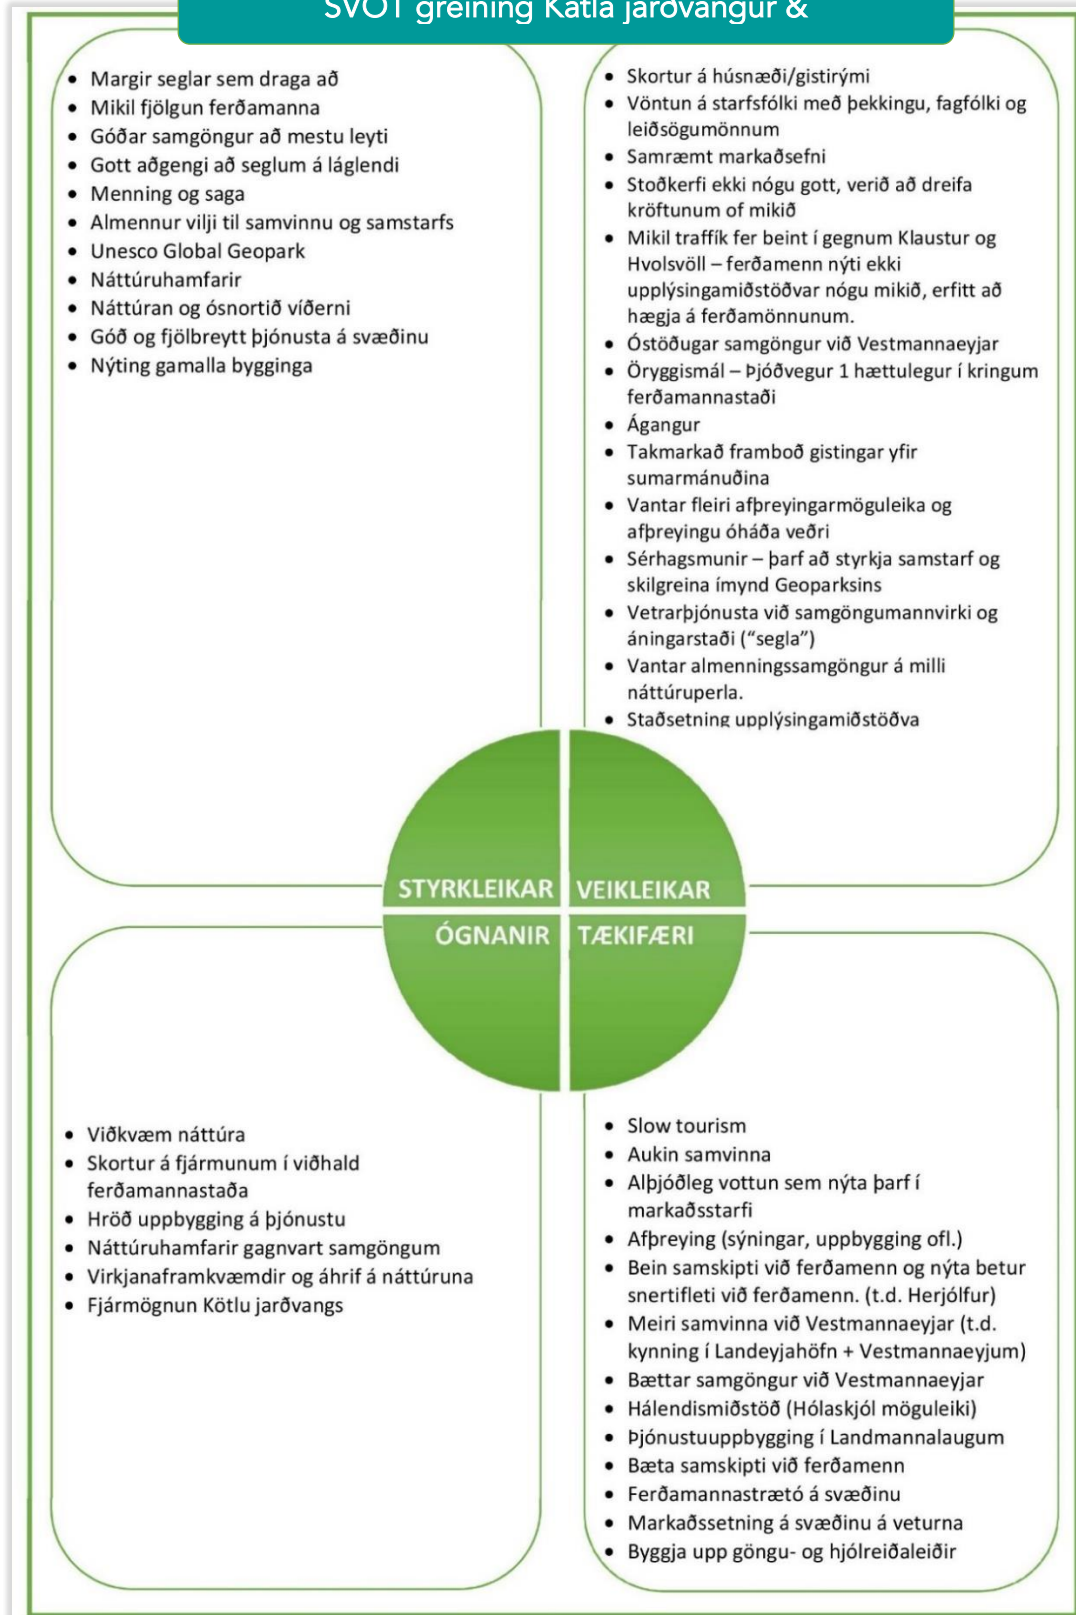 SVÓT greining Katla jarðvangur &
• Margir seglar sem draga að
• Mikil fjölgun ferðamanna
• Góðar samgöngur að mestu leyti
• Gott aðgengi að seglum á láglendi
• Menning og saga
• Almennur vilji til samvinnu og samstarfs
• Unesco Global Geopark
• Náttúruhamfarir
• Náttúran og ósnortið víðerni
• Góð og fjölbreytt þjónusta á svæðinu
• Nýting gamalla bygginga
• Skortur á húsnæði/gistirými
• Vöntun á starfsfólki með þekkingu, fagfólki og
leiðsögumönnum
• Samræmt markaðsefni
• Stoðkerfi ekki nógu gott, verið að dreifa
kröftunum of mikið
• Mikil traffík fer beint í gegnum Klaustur og
Hvolsvöll – ferðamenn nýti ekki
upplýsingamiðstöðvar nógu mikið, erfitt að
hægja á ferðamönnunum.
• Óstöðugar samgöngur við Vestmannaeyjar
• Öryggismál – Þjóðvegur 1 hættulegur í kringum
ferðamannastaði
• Ágangur
• Takmarkað framboð gistingar yfir
sumarmánuðina
• Vantar fleiri afþreyingarmöguleika og
afþreyingu óháða veðri
• Sérhagsmunir – þarf að styrkja samstarf og
skilgreina ímynd Geoparksins
• Vetrarþjónusta við samgöngumannvirki og
áningarstaði (“segla”)
• Vantar almenningssamgöngur á milli
náttúruperla.
• Staðsetning upplýsingamiðstöðva
STYRKLEIKAR
VEIKLEIKAR
ÓGNANIR
TÆKIFÆRI
• Viðkvæm náttúra
• Skortur á fjármunum í viðhald
ferðamannastaða
• Hröð uppbygging á þjónustu
• Náttúruhamfarir gagnvart samgöngum
• Virkjanaframkvæmdir og áhrif á náttúruna
• Fjármögnun Kötlu jarðvangs
• Slow tourism
• Aukin samvinna
• Alþjóðleg vottun sem nýta þarf í
markaðsstarfi
• Afþreying (sýningar, uppbygging ofl.)
• Bein samskipti við ferðamenn og nýta betur
snertifleti við ferðamenn. (t.d. Herjólfur)
• Meiri samvinna við Vestmannaeyjar (t.d.
kynning í Landeyjahöfn + Vestmannaeyjum)
• Bættar samgöngur við Vestmannaeyjar
• Hálendismiðstöð (Hólaskjól möguleiki)
• Þjónustuuppbygging í Landmannalaugum
• Bæta samskipti við ferðamenn
• Ferðamannastrætó á svæðinu
• Markaðssetning á svæðinu á veturna
• Byggja upp göngu- og hjólreiðaleiðir